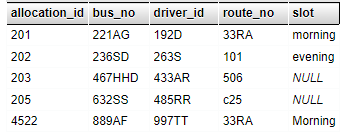 allocation_id bus_no driver_id route_no slot
201 221AG 192D 33RA morning
202 236SD 263S 101 evening
203 467HHD 433AR 506 NULL
205 632SS 485RR c25 NULL
4522 889AF 997TT 33RA Morning